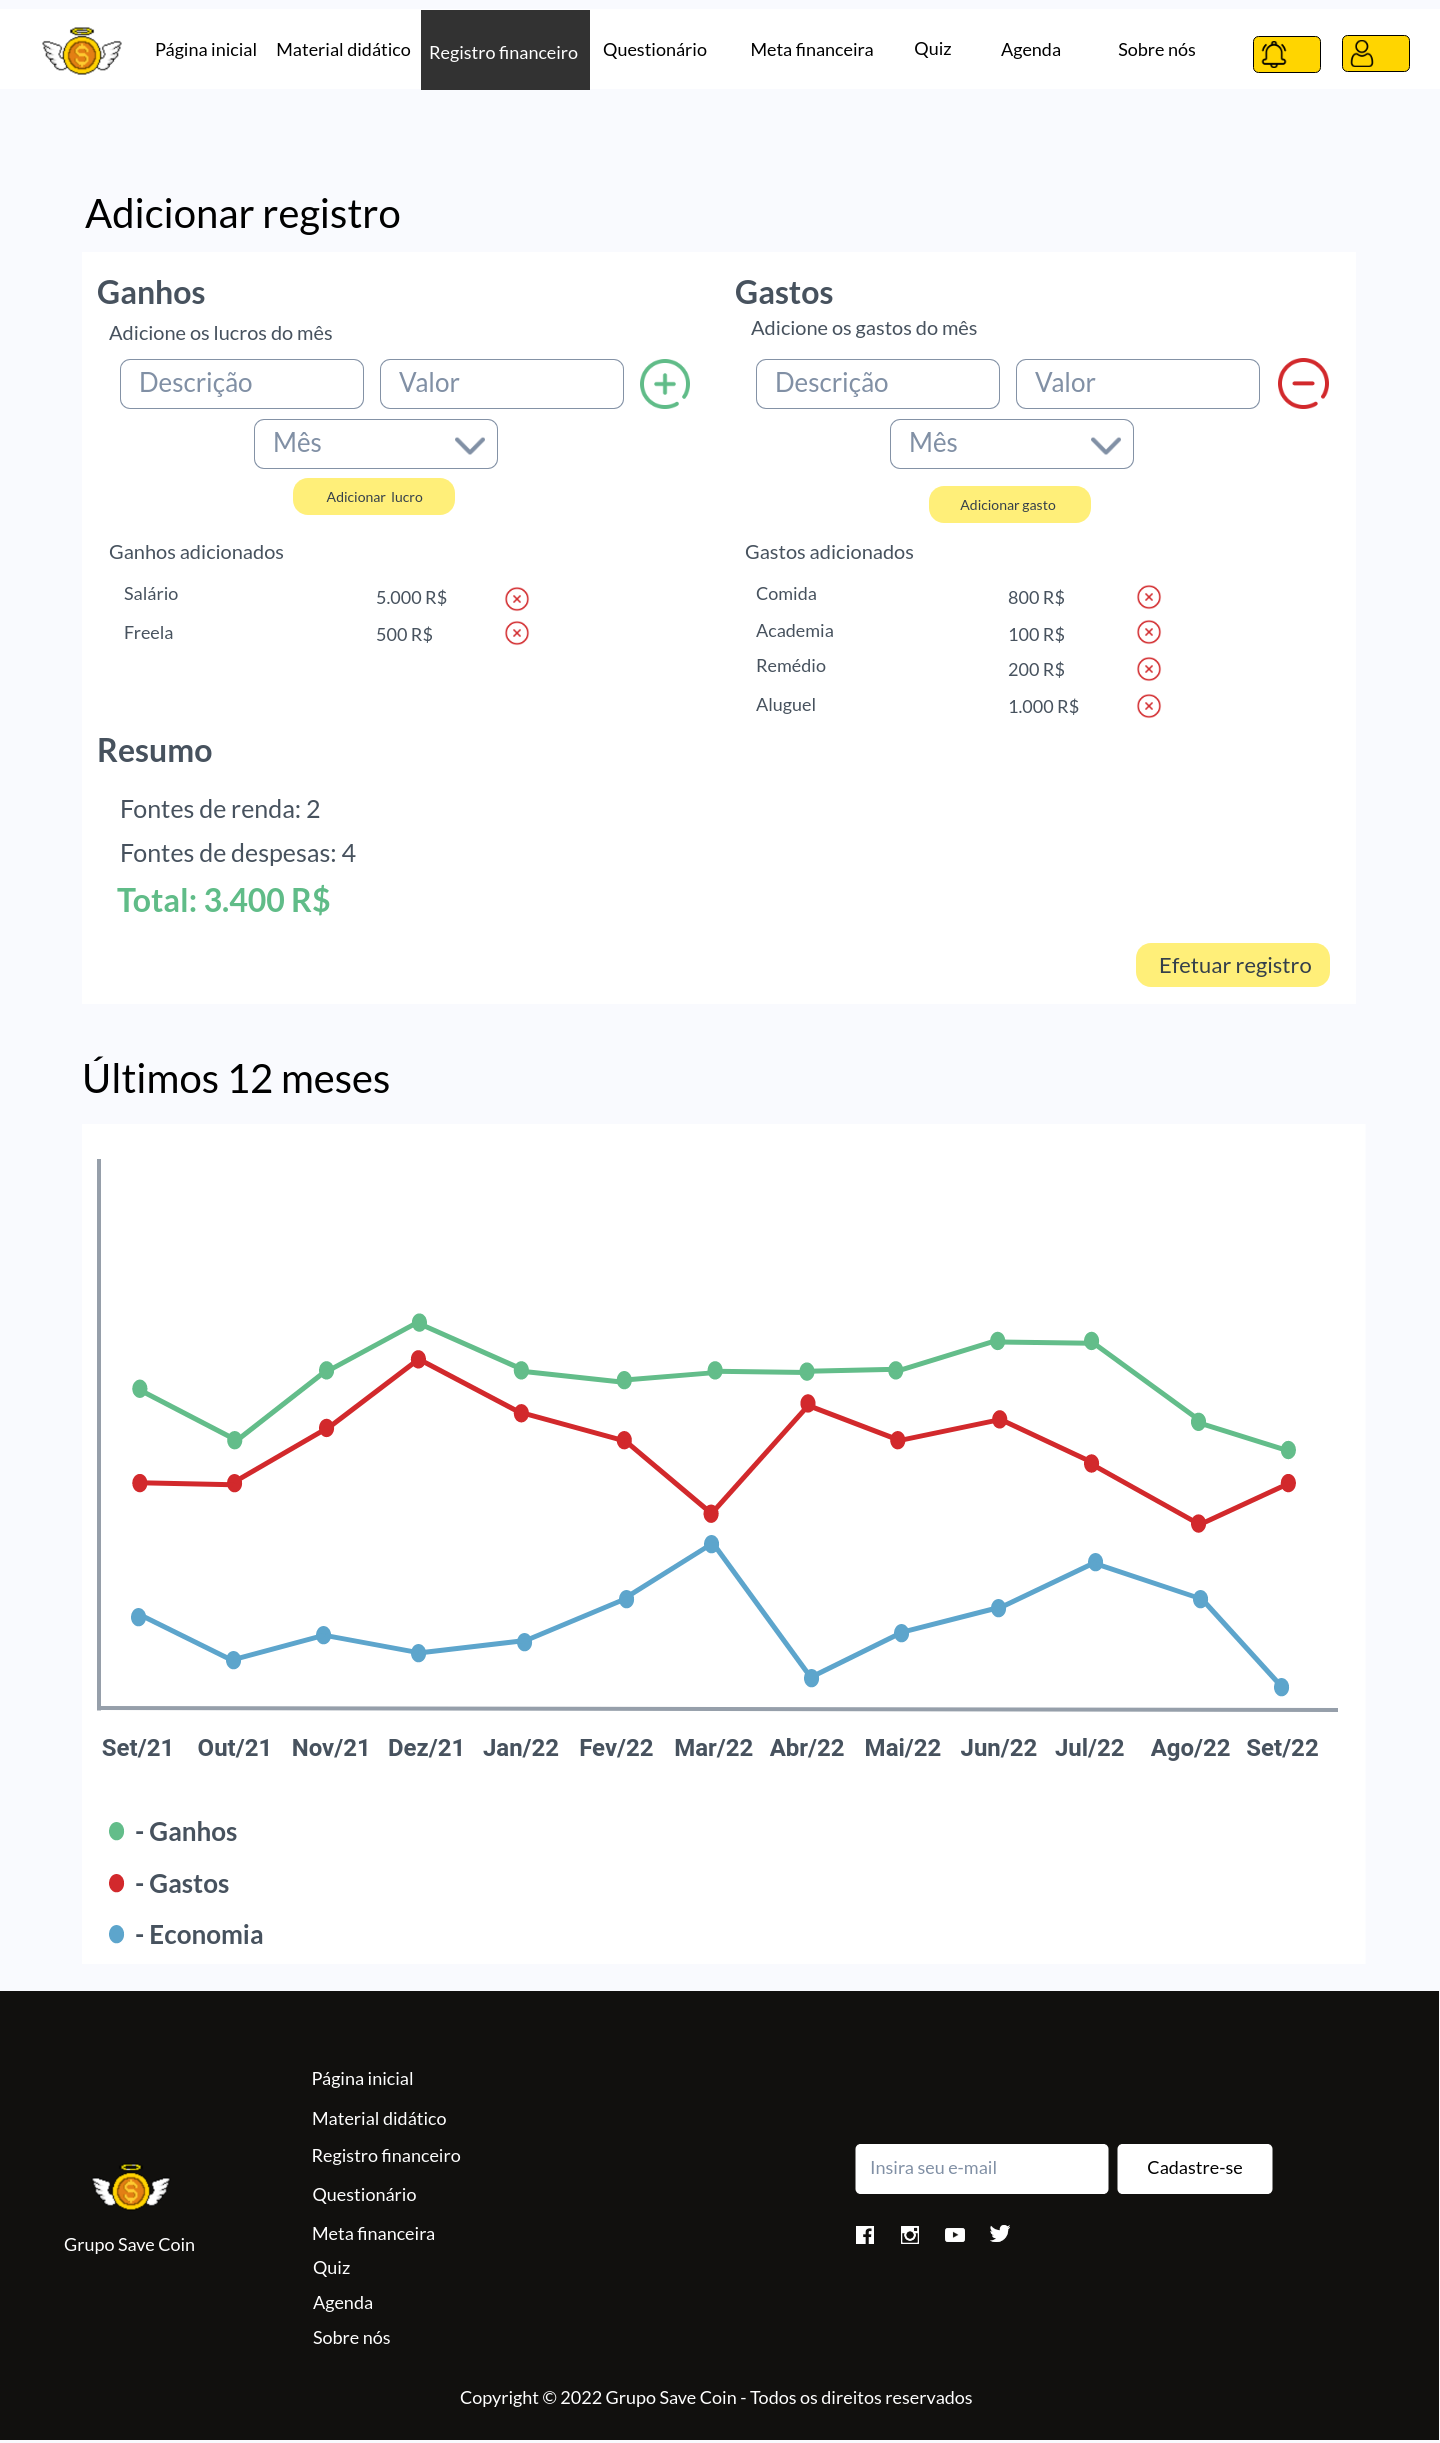 Página inicial Material didático Registro financeiro Questionário Meta financeira Quiz Agenda Sobre nós
Adicionar registro
Ganhos
Adicione os lucros do mês
Descrição Valor
Mês
Adicionar lucro
Ganhos adicionados
Salário 5.000 R$
Freela 500 R$
Gastos
Adicione os gastos do mês
Descrição Valor
Mês
Adicionar gasto
Gastos adicionados
Comida 800 R$
Academia 100 R$
Remédio 200 R$
Aluguel 1.000 R$
Resumo
Fontes de renda: 2
Fontes de despesas: 4
Total: 3.400 R$
Efetuar registro
Últimos 12 meses
Set/21 Out/21 Nov/21 Dez/21 Jan/22 Fev/22 Mar/22 Abr/22 Mai/22 Jun/22 Jul/22 Ago/22 Set/22
- Ganhos
- Gastos
- Economia
Grupo Save Coin
Página inicial
Material didático
Registro financeiro
Questionário
Meta financeira
Quiz
Agenda
Sobre nós
Insira seu e-mail Cadastre-se
Copyright © 2022 Grupo Save Coin - Todos os direitos reservados